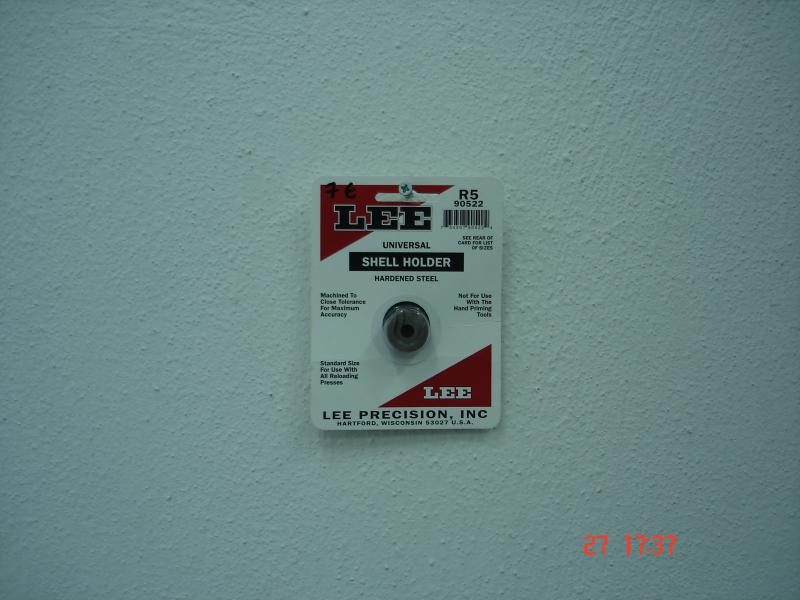 7 €
LEE
R5
90522
SEE REAR OF
CARD FOR LIST
OF SIZES
UNIVERSAL
SHELL HOLDER
HARDENED STEEL
Machined To
Close Tolerance
For Maximum
Accuracy
Not For Use
With The
Hand Priming
Tools
Standard Size
For Use With
All Reloading
Presses
LEE
LEE PRECISION, INC
HARTFORD, WISCONSIN 53027 U.S.A.
27 17:37